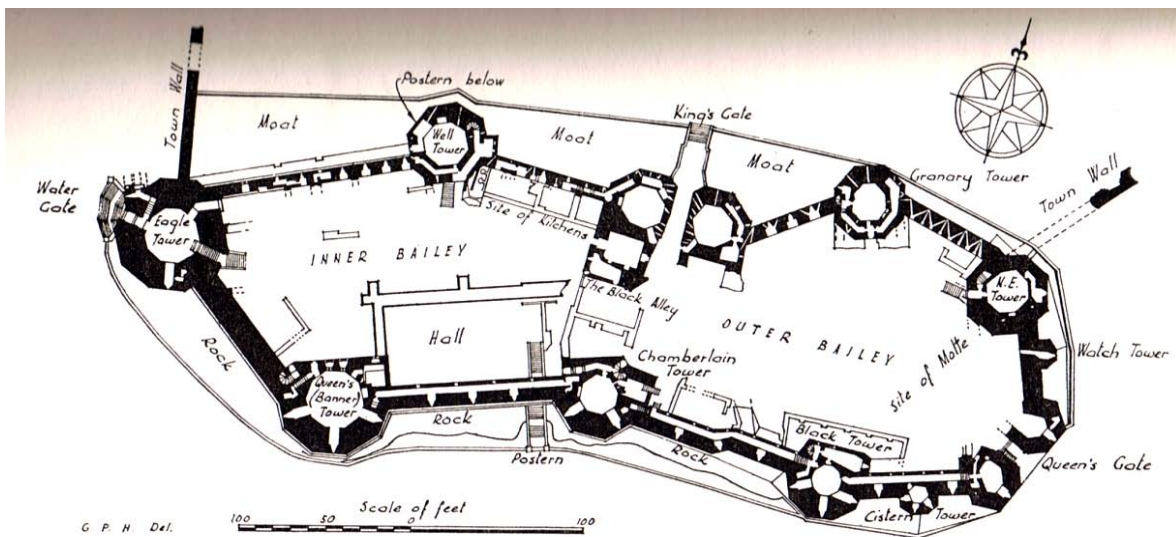 Town Wall
Moat
Postern below
Well Tower
Moat
King's Gate
Moat
Granary Tower
Town Wall
Water Gate
Eagle Tower
Site of Kitchens
INNER BAILEY
The Black Alley
N.E. Tower
OUTER BAILEY
Hall
Chamberlain Tower
Site of Motte
Watch Tower
Rock
Queen's (Banner) Tower
Rock
Postern
Rock
Black Tower
Queen's Gate
Cistern Tower
G. P. H. Del.
Scale of feet
100 50 0 100